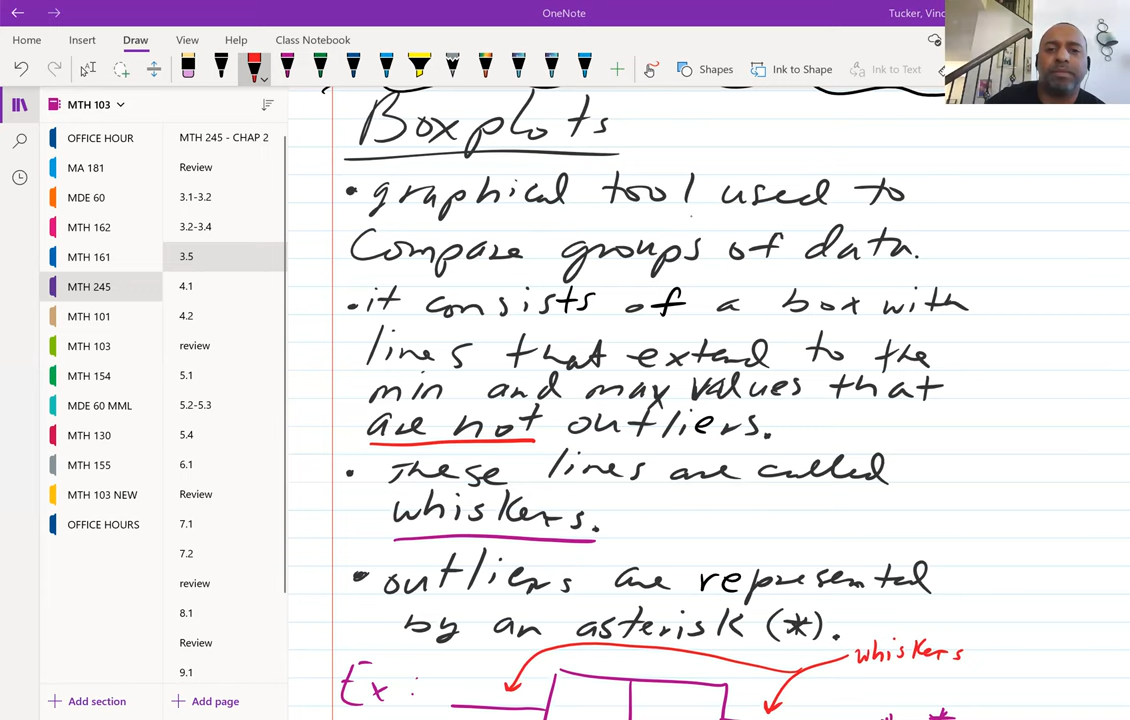 OneNote
Tucker, Vinc
Home
Insert
Draw
View
Help
Class Notebook
Shapes
Ink to Shape
Ink to Text
MTH 103
OFFICE HOUR
MA 181
MDE 60
MTH 162
MTH 161
MTH 245
MTH 101
MTH 103
MTH 154
MDE 60 MML
MTH 130
MTH 155
MTH 103 NEW
OFFICE HOURS
Add section
MTH 245 - CHAP 2
Review
3.1-3.2
3.2-3.4
3.5
4.1
4.2
review
5.1
5.2-5.3
5.4
6.1
Review
7.1
7.2
review
8.1
Review
9.1
Add page
Boxplots
• graphical tool used to
Compare groups of data.
• it consists of a box with
lines that extend to the
min and max values that
are not outliers.
• These lines are called
whiskers.
• outliers are represented
by an asterisk (*).
whiskers
Ex: